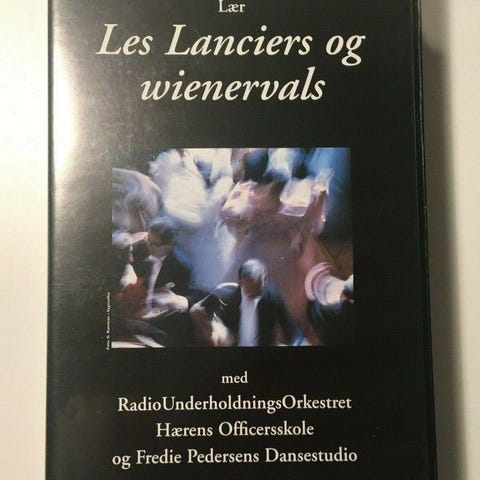 Lær
Les Lanciers og
wienervals
med
RadioUnderholdningsOrkestret
Hærens Officersskole
og Fredie Pedersens Dansestudio